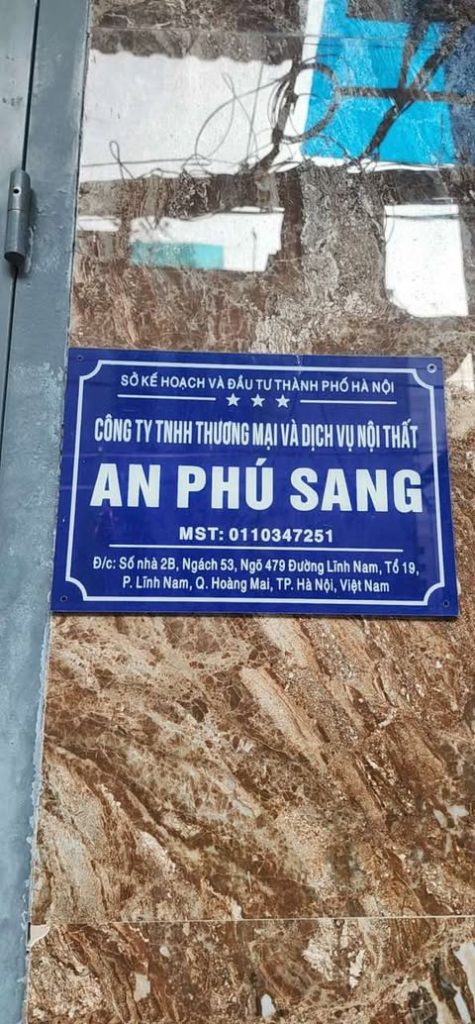 SỞ KẾ HOẠCH VÀ ĐẦU TƯ THÀNH PHỐ HÀ NỘI
CÔNG TY TNHH THƯƠNG MẠI VÀ DỊCH VỤ NỘI THẤT
AN PHÚ SANG
MST: 0110347251
Đ/c: Số nhà 2B, Ngách 53, Ngõ 479 Đường Lĩnh Nam, Tổ 19,
P. Lĩnh Nam, Q. Hoàng Mai, TP. Hà Nội, Việt Nam